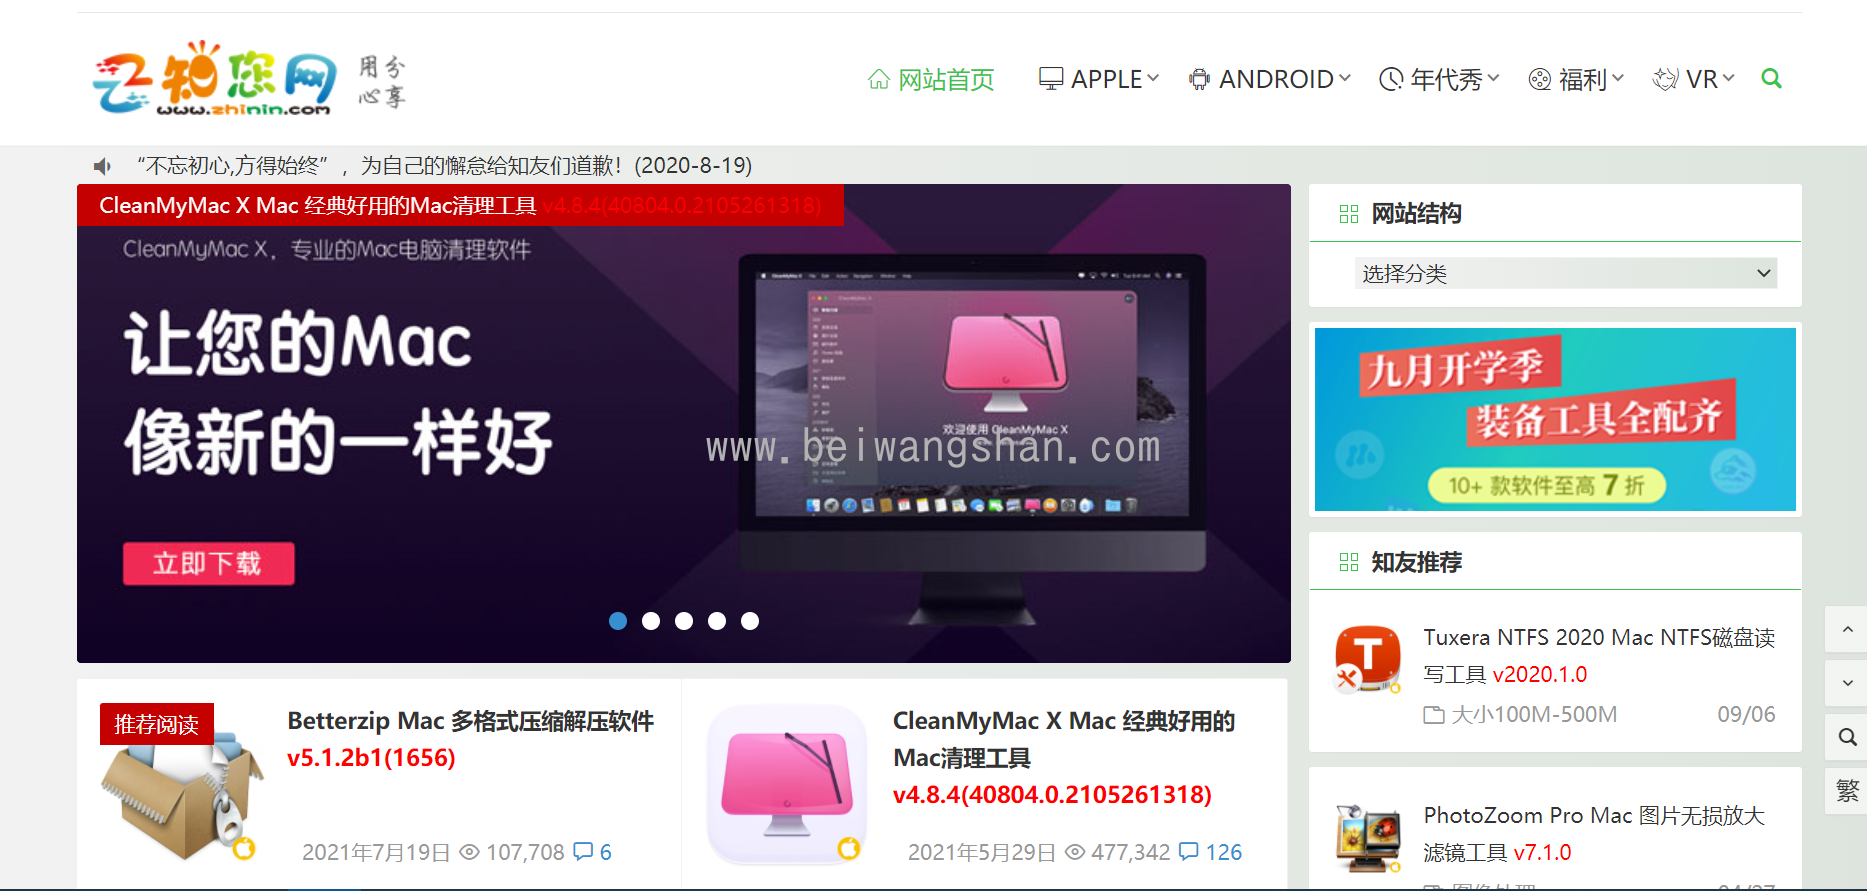 知您网
www.zhinin.com
用分
心享
网站首页
APPLE
ANDROID
年代秀
福利
VR
“不忘初心,方得始终”，为自己的懈怠给知友们道歉！(2020-8-19)
CleanMyMac X Mac 经典好用的Mac清理工具 v4.8.4(40804.0.2105261318)
CleanMyMac X，专业的Mac电脑清理软件
让您的Mac
像新的一样好
立即下载
欢迎使用 CleanMyMac X
www.beiwangshan.com
网站结构
选择分类
九月开学季
装备工具全配齐
10+ 款软件至高 7 折
知友推荐
Tuxera NTFS 2020 Mac NTFS磁盘读
写工具 v2020.1.0
大小100M-500M
09/06
PhotoZoom Pro Mac 图片无损放大
滤镜工具 v7.1.0
推荐阅读
Betterzip Mac 多格式压缩解压软件
v5.1.2b1(1656)
2021年7月19日
107,708
6
CleanMyMac X Mac 经典好用的
Mac清理工具
v4.8.4(40804.0.2105261318)
2021年5月29日
477,342
126
繁